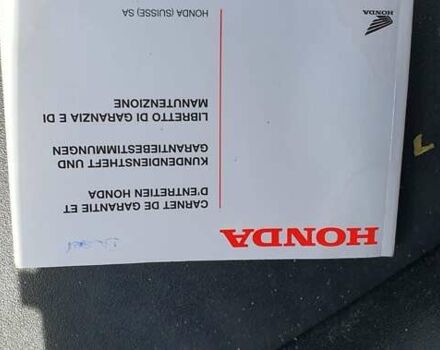 HONDA
CARNET DE GARANTIE ET
D'ENTRETIEN HONDA
KUNDENDIENSTHEFT UND
GARANTIEBESTIMMUNGEN
LIBRETTO DI GARANZIA E DI
MANUTENZIONE
HONDA (SUISSE) SA
HONDA